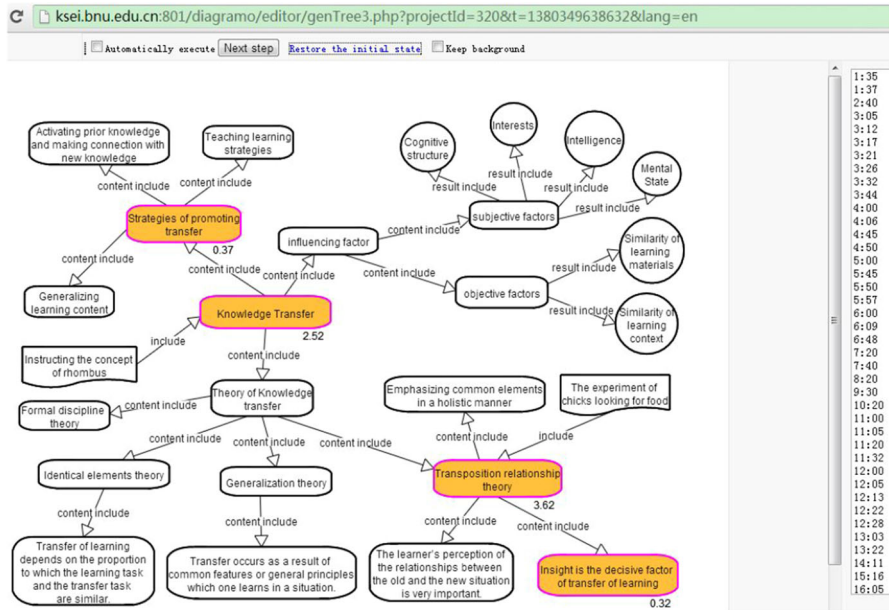 ksei.bnu.edu.cn:801/diagramo/editor/genTree3.php?projectId=320&t=1380349638632&lang=en
Automatically execute Next step Restore the initial state Keep background
Activating prior knowledge
and making connection with
new knowledge
Teaching learning
strategies
content include
content include
Strategies of promoting
transfer
0.37
content include
content include
Generalizing
learning content
Cognitive
structure
Interests
Intelligence
Mental
State
result include
result include
result include
result include
subjective factors
influencing factor
content include
content include
content include
objective factors
result include
result include
Similarity of
learning
materials
Similarity of
learning
context
Knowledge Transfer
2.52
include
Instructing the concept
of rhombus
content include
Theory of Knowledge
transfer
Formal discipline
theory
content include
content include
content include
content include
Identical elements theory
Generalization theory
content include
content include
Transfer of learning
depends on the proportion
to which the learning task
and the transfer task
are similar.
Transfer occurs as a result of
common features or general principles
which one learns in a situation.
Emphasizing common elements
in a holistic manner
The experiment of
chicks looking for food
content include
include
Transposition relationship
theory
3.62
content include
content include
The learner's perception of
the relationships between
the old and the new situation
is very important.
Insight is the decisive factor
of transfer of learning
0.32
1:35
1:37
2:40
3:05
3:12
3:17
3:21
3:26
3:32
3:44
4:00
4:06
4:45
4:50
5:00
5:45
5:50
5:57
6:00
6:09
6:48
7:20
7:40
8:20
9:30
10:20
11:00
11:05
11:20
11:32
12:00
12:05
12:13
12:22
12:28
13:03
13:22
14:11
15:16
16:05